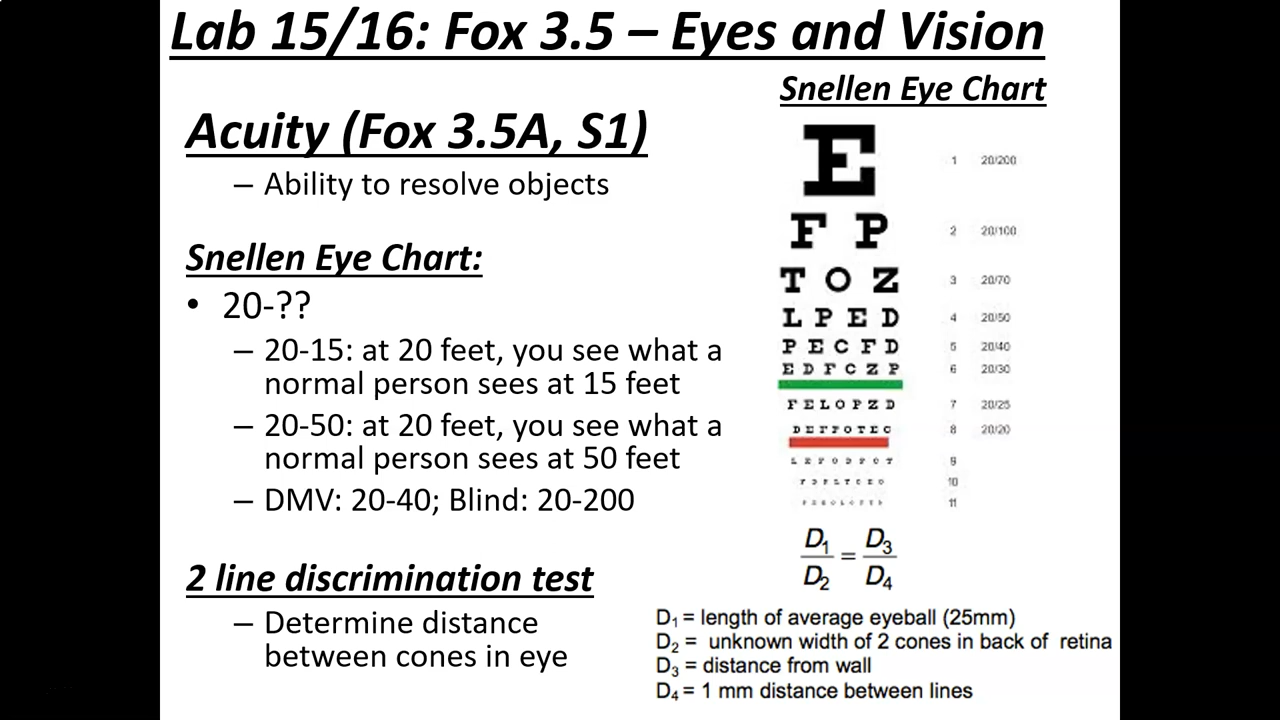 Lab 15/16: Fox 3.5 – Eyes and Vision
Acuity (Fox 3.5A, S1)
– Ability to resolve objects
Snellen Eye Chart:
• 20-??
– 20-15: at 20 feet, you see what a
normal person sees at 15 feet
– 20-50: at 20 feet, you see what a
normal person sees at 50 feet
– DMV: 20-40; Blind: 20-200
2 line discrimination test
– Determine distance
between cones in eye
Snellen Eye Chart
E 1 20/200
F P 2 20/100
T O Z 3 20/70
L P E D 4 20/50
P E C F D 5 20/40
E D F C Z P 6 20/30
F E L O P Z D 7 20/25
D E F P O T E C 8 20/20
9
10
11
D₁/D₂ = D₃/D₄
D₁ = length of average eyeball (25mm)
D₂ = unknown width of 2 cones in back of retina
D₃ = distance from wall
D₄ = 1 mm distance between lines